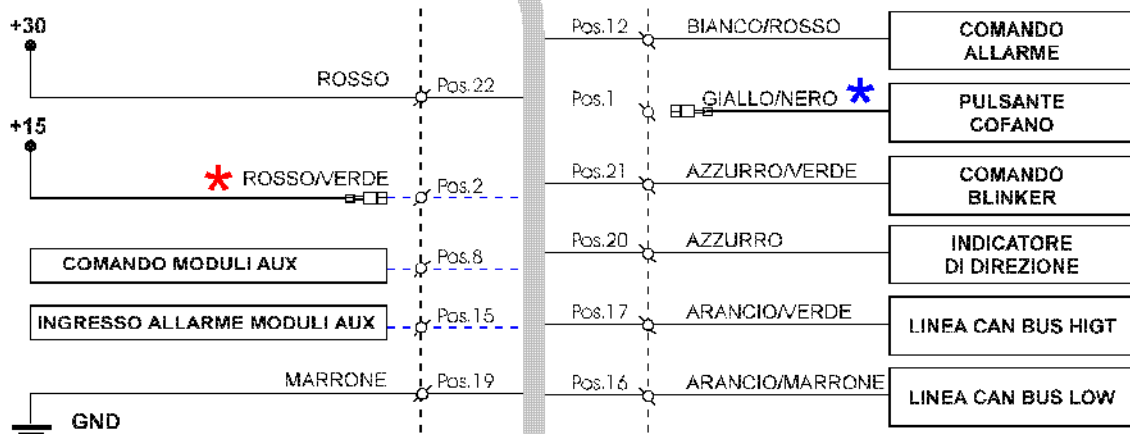 +30
ROSSO
Pos.22
+15
* ROSSO/VERDE
Pos.2
COMANDO MODULI AUX
Pos.8
INGRESSO ALLARME MODULI AUX
Pos.15
MARRONE
Pos.19
GND
Pos.12
BIANCO/ROSSO
COMANDO
ALLARME
Pos.1
GIALLO/NERO *
PULSANTE
COFANO
Pos.21
AZZURRO/VERDE
COMANDO
BLINKER
Pos.20
AZZURRO
INDICATORE
DI DIREZIONE
Pos.17
ARANCIO/VERDE
LINEA CAN BUS HIGT
Pos.16
ARANCIO/MARRONE
LINEA CAN BUS LOW